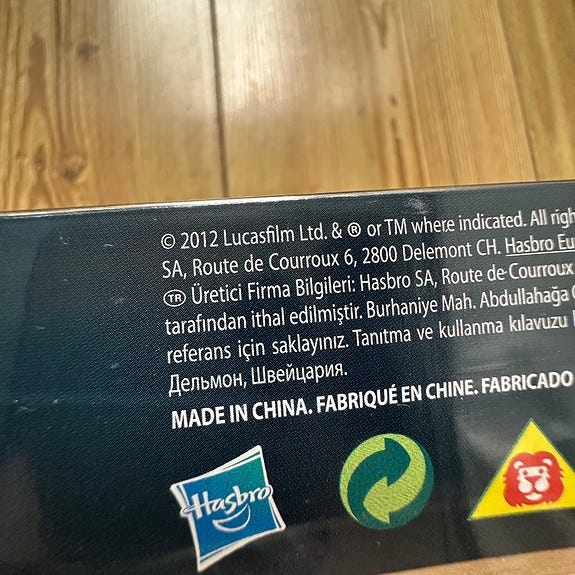 © 2012 Lucasfilm Ltd. & ® or TM where indicated. All
SA, Route de Courroux 6, 2800 Delemont CH. Hasbro
TR Üretici Firma Bilgileri: Hasbro SA, Route de Courroux
tarafından ithal edilmiştir. Burhaniye Mah. Abdullahağa
referans için saklayınız. Tanıtma ve kullanma kılavuzu
Дельмон, Швейцария.
MADE IN CHINA. FABRIQUÉ EN CHINE. FABRICADO
Hasbro